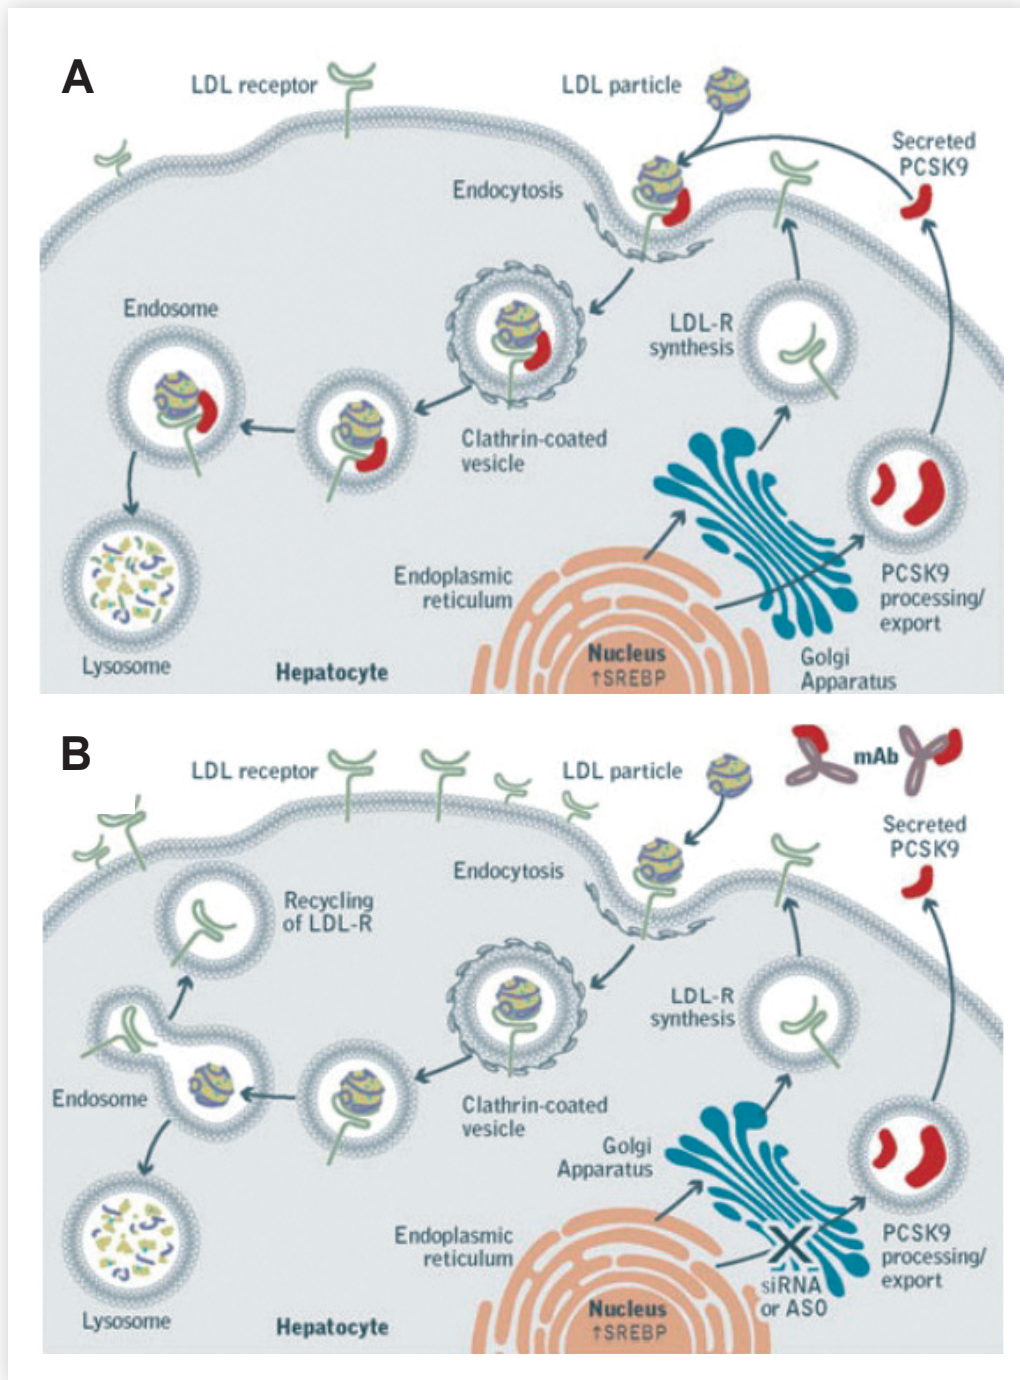 A
LDL receptor
LDL particle
Secreted
PCSK9
Endocytosis
Endosome
LDL-R
synthesis
Clathrin-coated
vesicle
Endoplasmic
reticulum
PCSK9
processing/
export
Lysosome
Hepatocyte
Nucleus
↑SREBP
Golgi
Apparatus
B
LDL receptor
LDL particle
mAb
Secreted
PCSK9
Endocytosis
Recycling
of LDL-R
LDL-R
synthesis
Endosome
Clathrin-coated
vesicle
Golgi
Apparatus
Endoplasmic
reticulum
X
siRNA
or ASO
PCSK9
processing/
export
Lysosome
Hepatocyte
Nucleus
↑SREBP